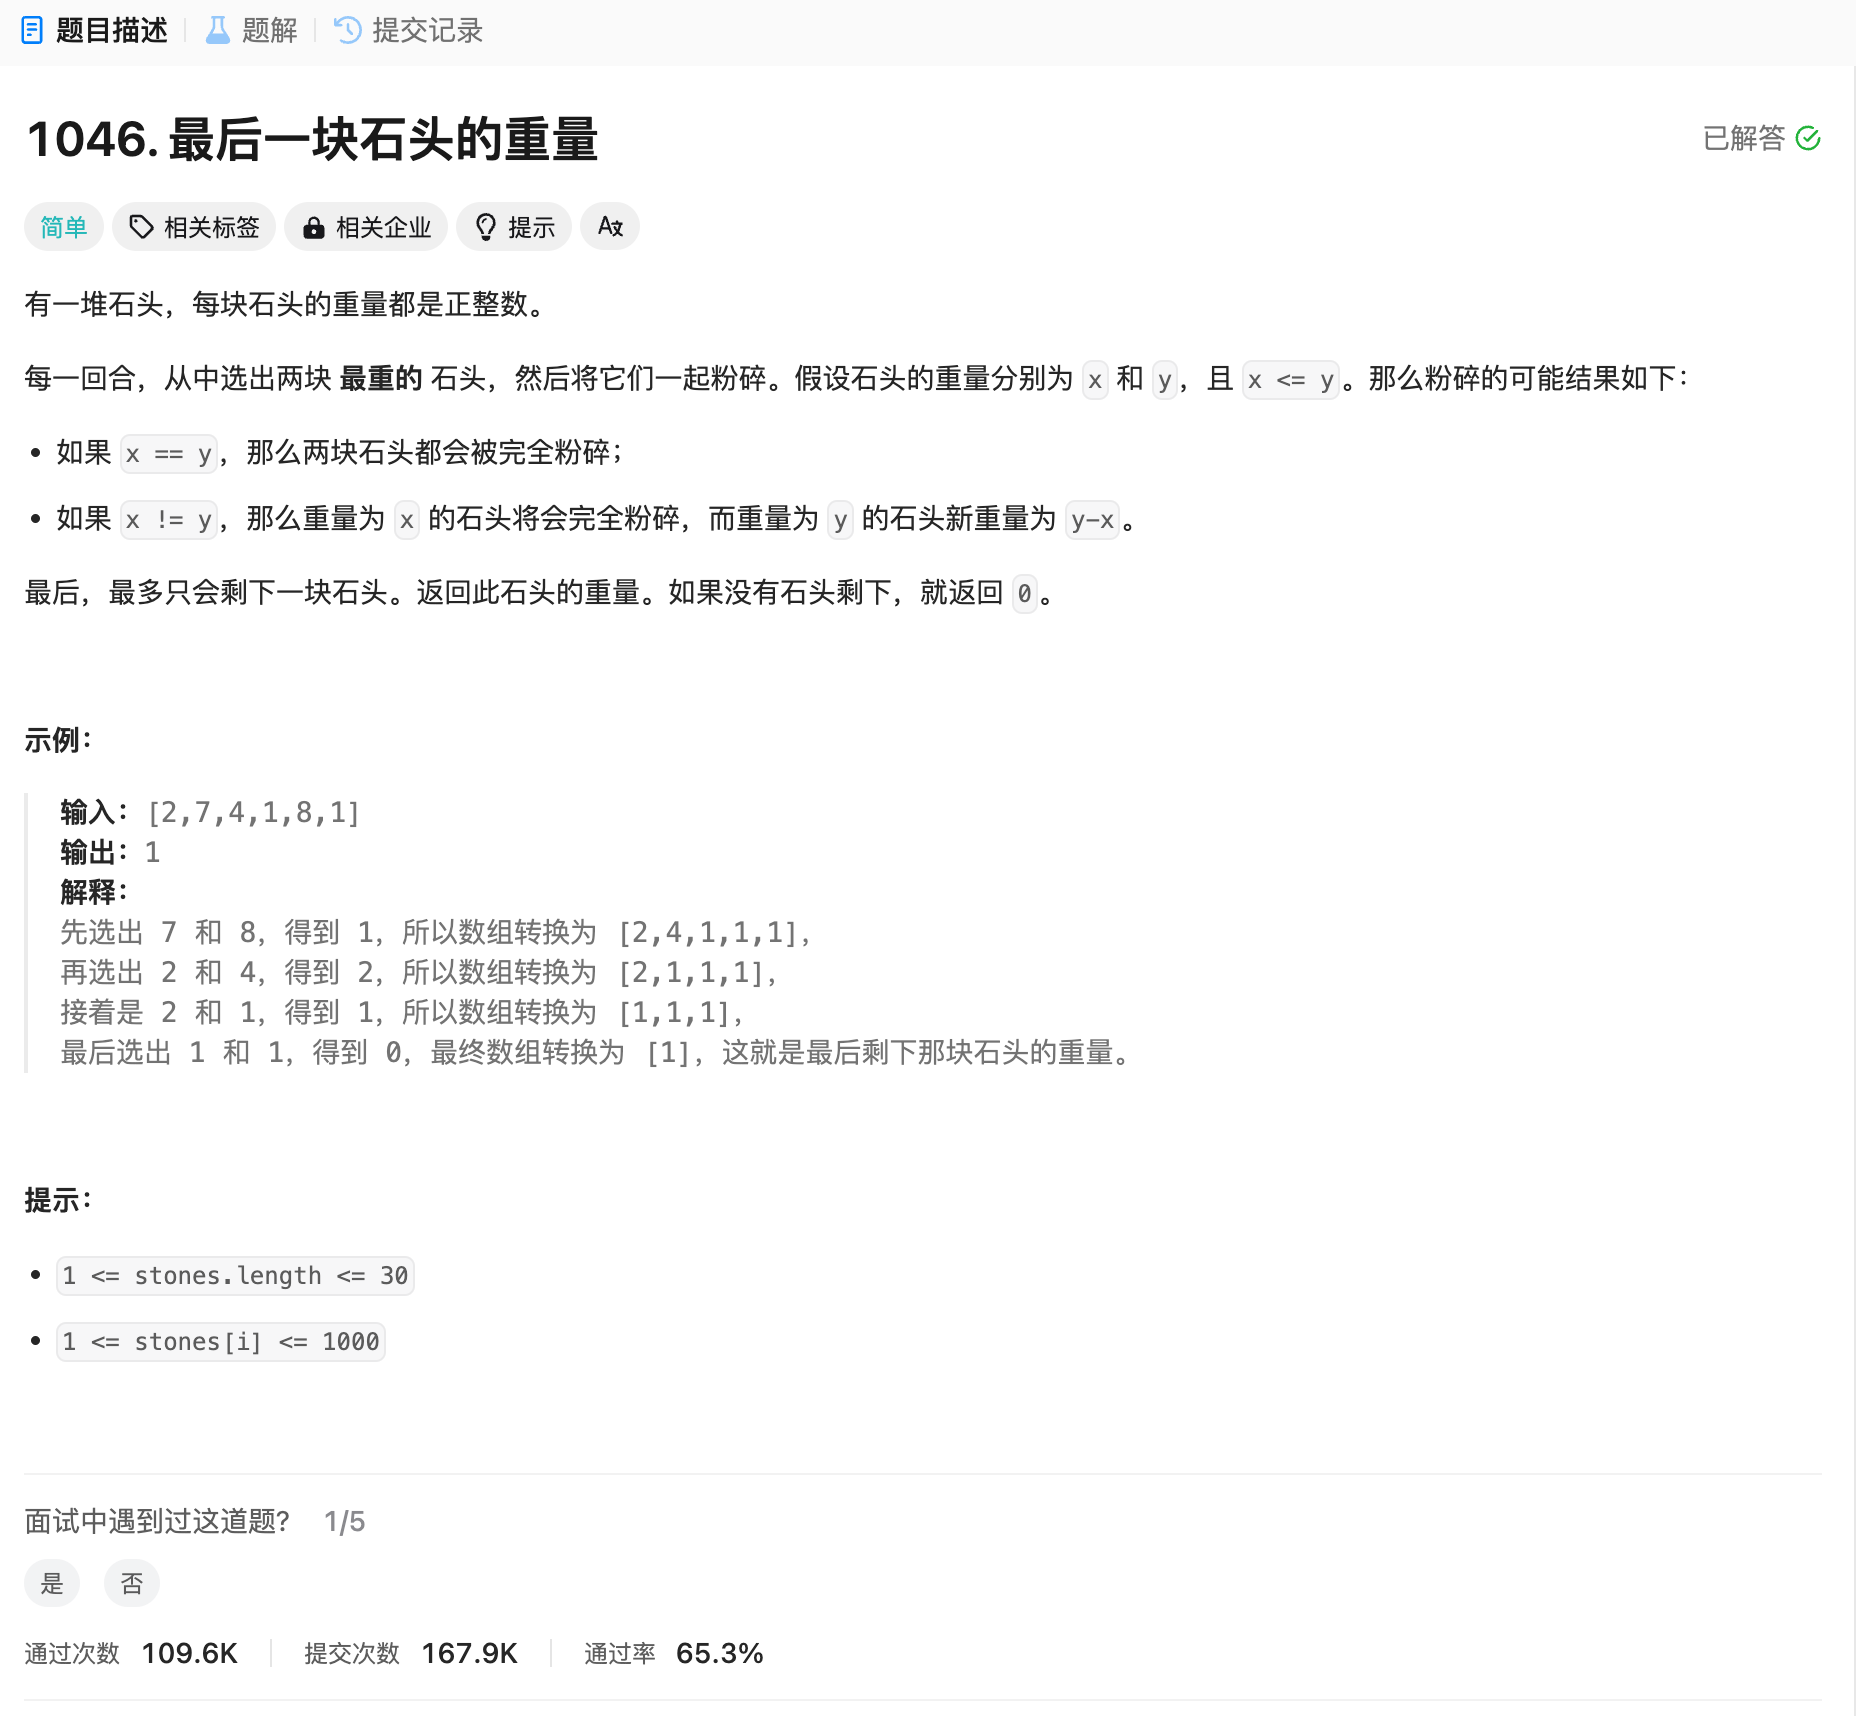 题目描述 题解 提交记录
1046. 最后一块石头的重量 已解答
简单 相关标签 相关企业 提示 A文
有一堆石头，每块石头的重量都是正整数。
每一回合，从中选出两块 最重的 石头，然后将它们一起粉碎。假设石头的重量分别为 x 和 y，且 x <= y。那么粉碎的可能结果如下：
• 如果 x == y，那么两块石头都会被完全粉碎；
• 如果 x != y，那么重量为 x 的石头将会完全粉碎，而重量为 y 的石头新重量为 y-x。
最后，最多只会剩下一块石头。返回此石头的重量。如果没有石头剩下，就返回 0。
示例：
输入：[2,7,4,1,8,1]
输出：1
解释：
先选出 7 和 8，得到 1，所以数组转换为 [2,4,1,1,1]，
再选出 2 和 4，得到 2，所以数组转换为 [2,1,1,1]，
接着是 2 和 1，得到 1，所以数组转换为 [1,1,1]，
最后选出 1 和 1，得到 0，最终数组转换为 [1]，这就是最后剩下那块石头的重量。
提示：
• 1 <= stones.length <= 30
• 1 <= stones[i] <= 1000
面试中遇到过这道题? 1/5
是 否
通过次数 109.6K 提交次数 167.9K 通过率 65.3%